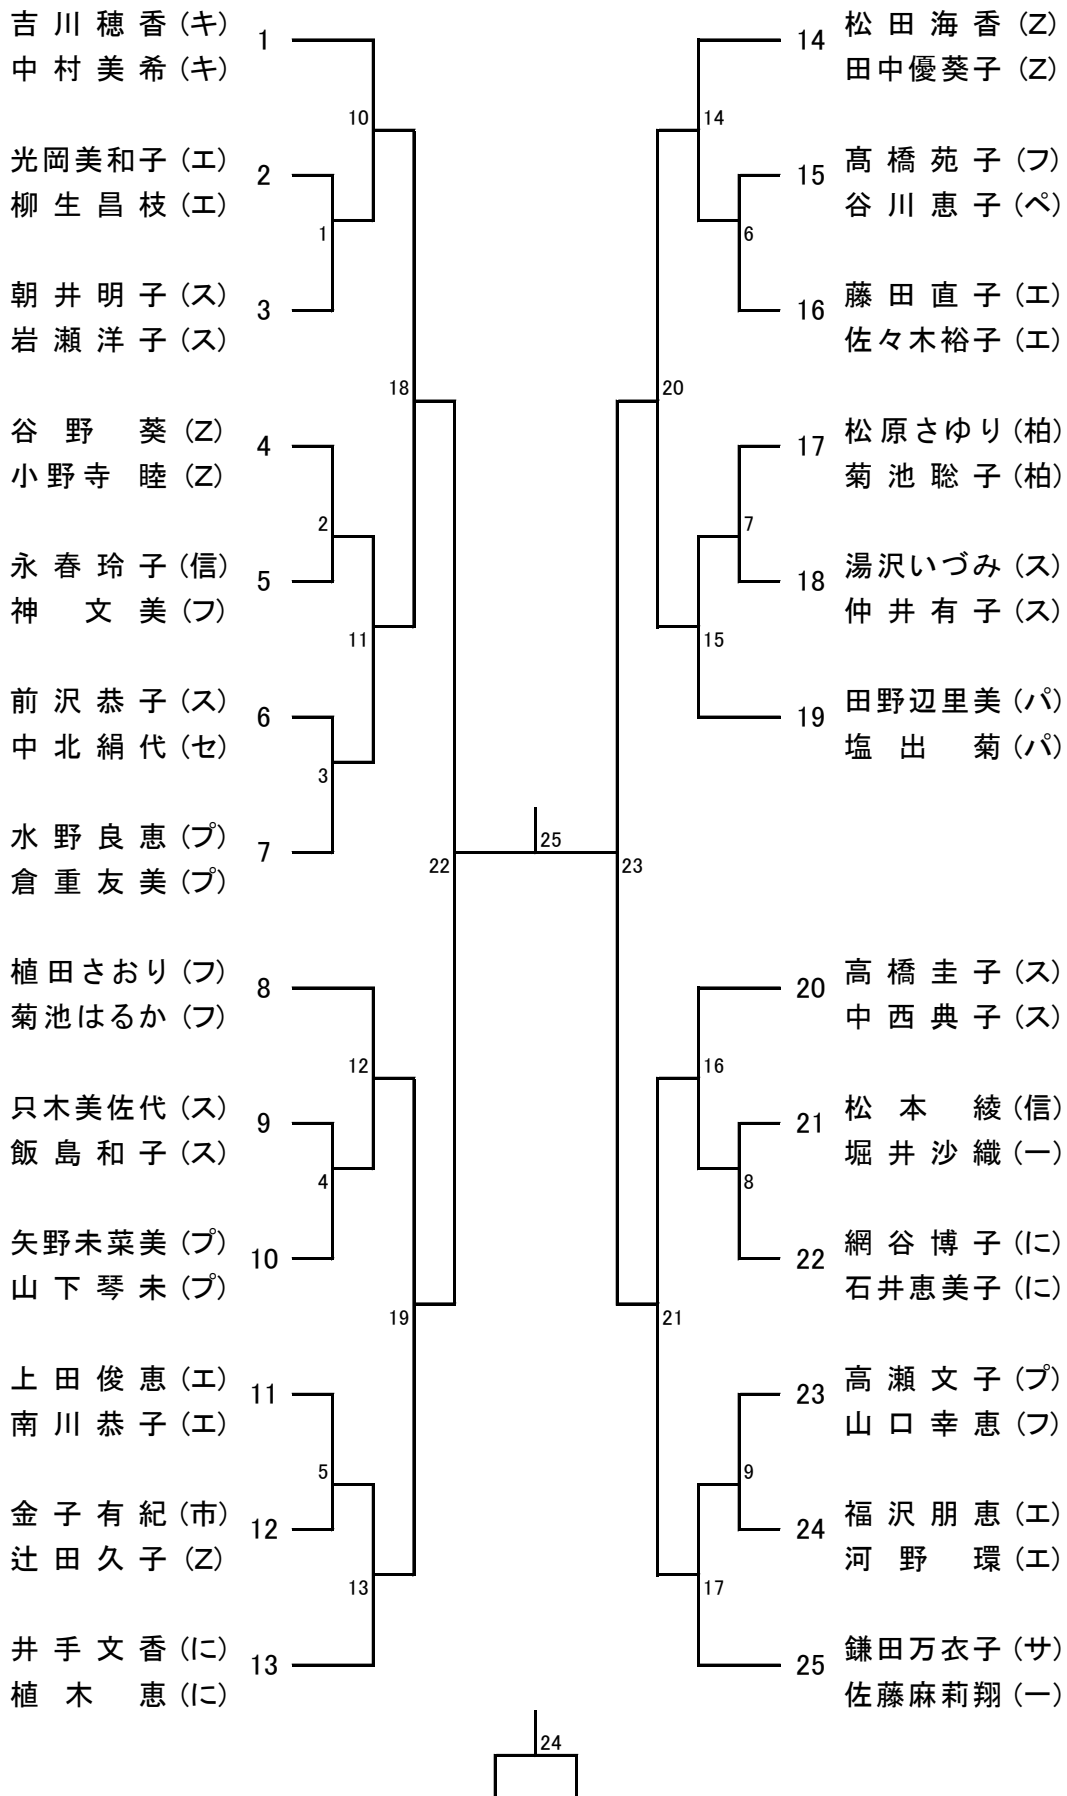 吉川穂香(キ)
中村美希(キ)
1
10
光岡美和子(エ)
柳生昌枝(エ)
2
1
朝井明子(ス)
岩瀬洋子(ス)
3
18
谷野 葵(Z)
小野寺 睦(Z)
4
2
永春玲子(信)
神 文美(フ)
5
11
前沢恭子(ス)
中北絹代(セ)
6
3
水野良恵(プ)
倉重友美(プ)
7
22
植田さおり(フ)
菊池はるか(フ)
8
12
只木美佐代(ス)
飯島和子(ス)
9
4
矢野未菜美(プ)
山下琴未(プ)
10
19
上田俊恵(エ)
南川恭子(エ)
11
5
金子有紀(市)
辻田久子(Z)
12
13
井手文香(に)
植木 恵(に)
13
25
24
14
松田海香(Z)
田中優葵子(Z)
14
15
髙橋苑子(フ)
谷川恵子(ペ)
6
16
藤田直子(エ)
佐々木裕子(エ)
20
17
松原さゆり(柏)
菊池聡子(柏)
7
18
湯沢いづみ(ス)
仲井有子(ス)
15
19
田野辺里美(パ)
塩出 菊(パ)
23
20
高橋圭子(ス)
中西典子(ス)
16
21
松本 綾(信)
堀井沙織(一)
8
22
網谷博子(に)
石井恵美子(に)
21
23
高瀬文子(プ)
山口幸恵(フ)
9
24
福沢朋恵(エ)
河野 環(エ)
17
25
鎌田万衣子(サ)
佐藤麻莉翔(一)